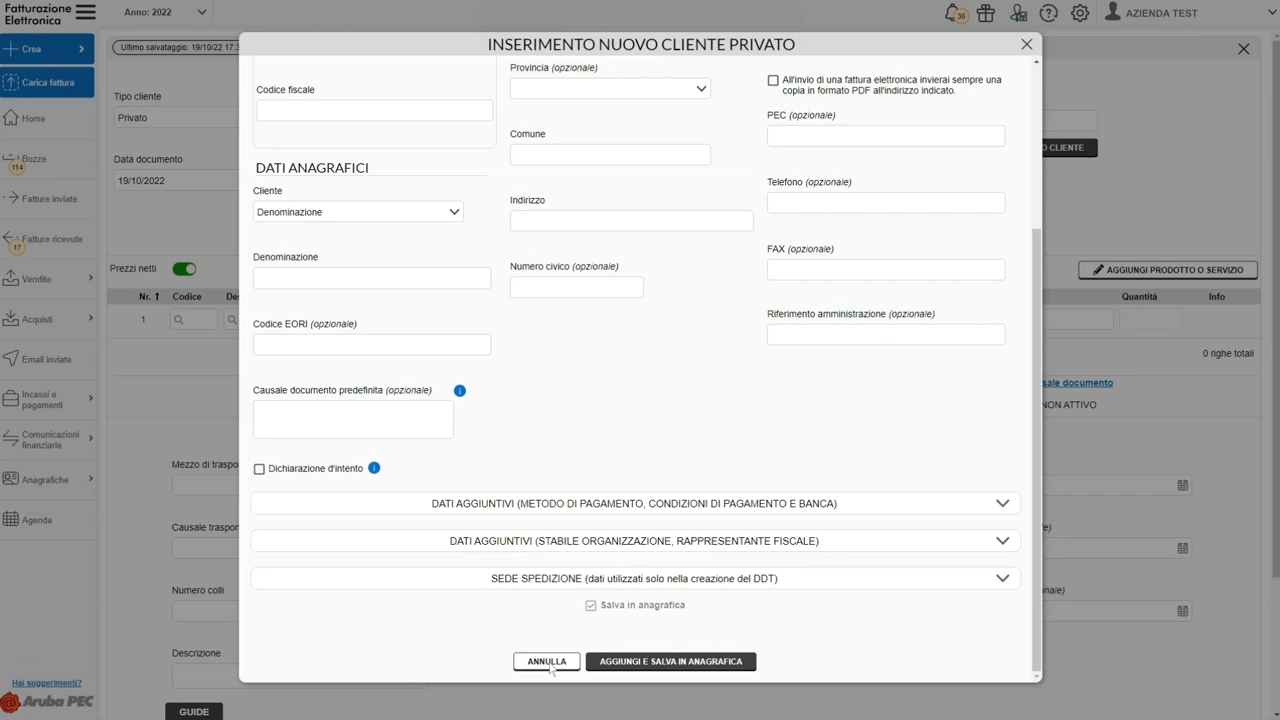 Fatturazione
Elettronica
Anno: 2022
36
AZIENDA TEST
Crea
Carica fattura
Home
Bozze
114
Fatture inviate
Fatture ricevute
17
Vendite
Acquisti
Email inviate
Incassi e
pagamenti
Comunicazioni
finanziarie
Anagrafiche
Agenda
Hai suggerimenti?
Aruba PEC
Ultimo salvataggio: 19/10/22 17:3
Tipo cliente
Privato
Data documento
19/10/2022
Prezzi netti
Nr. ↑
Codice
De
1
Mezzo di traspo
Causale traspor
Numero colli
Descrizione
GUIDE
INSERIMENTO NUOVO CLIENTE PRIVATO
Codice fiscale
DATI ANAGRAFICI
Cliente
Denominazione
Denominazione
Codice EORI (opzionale)
Causale documento predefinita (opzionale)
i
Dichiarazione d'intento
i
Provincia (opzionale)
Comune
Indirizzo
Numero civico (opzionale)
All'invio di una fattura elettronica invierai sempre una
copia in formato PDF all'indirizzo indicato.
PEC (opzionale)
Telefono (opzionale)
FAX (opzionale)
Riferimento amministrazione (opzionale)
DATI AGGIUNTIVI (METODO DI PAGAMENTO, CONDIZIONI DI PAGAMENTO E BANCA)
DATI AGGIUNTIVI (STABILE ORGANIZZAZIONE, RAPPRESENTANTE FISCALE)
SEDE SPEDIZIONE (dati utilizzati solo nella creazione del DDT)
Salva in anagrafica
ANNULLA
AGGIUNGI E SALVA IN ANAGRAFICA
O CLIENTE
AGGIUNGI PRODOTTO O SERVIZIO
Quantità
Info
0 righe totali
sale documento
NON ATTIVO
e)
nale)